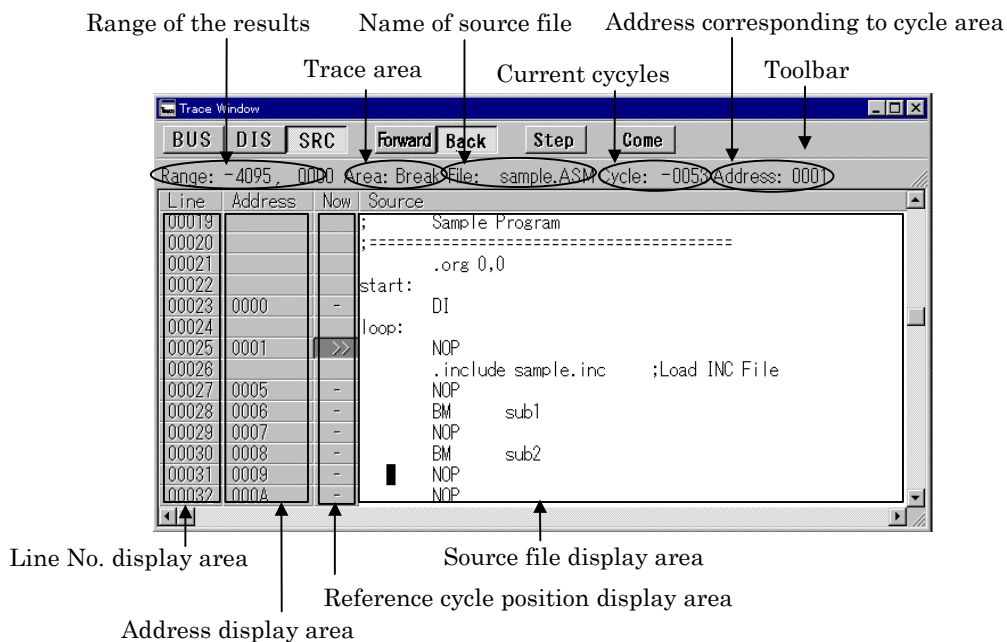 Range of the results Name of source file Address corresponding to cycle area
Trace area Current cycyles Toolbar
Trace Window
BUS DIS SRC Forward Back Step Come
Range: -4095, 0000 Area: Break File: sample.ASM Cycle: -0053 Address: 0001
Line Address Now Source
00019 ; Sample Program
00020 ;----------------------------------------
00021 .org 0,0
00022 start:
00023 0000 - DI
00024 loop:
00025 0001 >> NOP
00026 .include sample.inc ;Load INC File
00027 0005 - NOP
00028 0006 - BM sub1
00029 0007 - NOP
00030 0008 - BM sub2
00031 0009 - NOP
00032 000A - NOP
Line No. display area Source file display area
Reference cycle position display area
Address display area